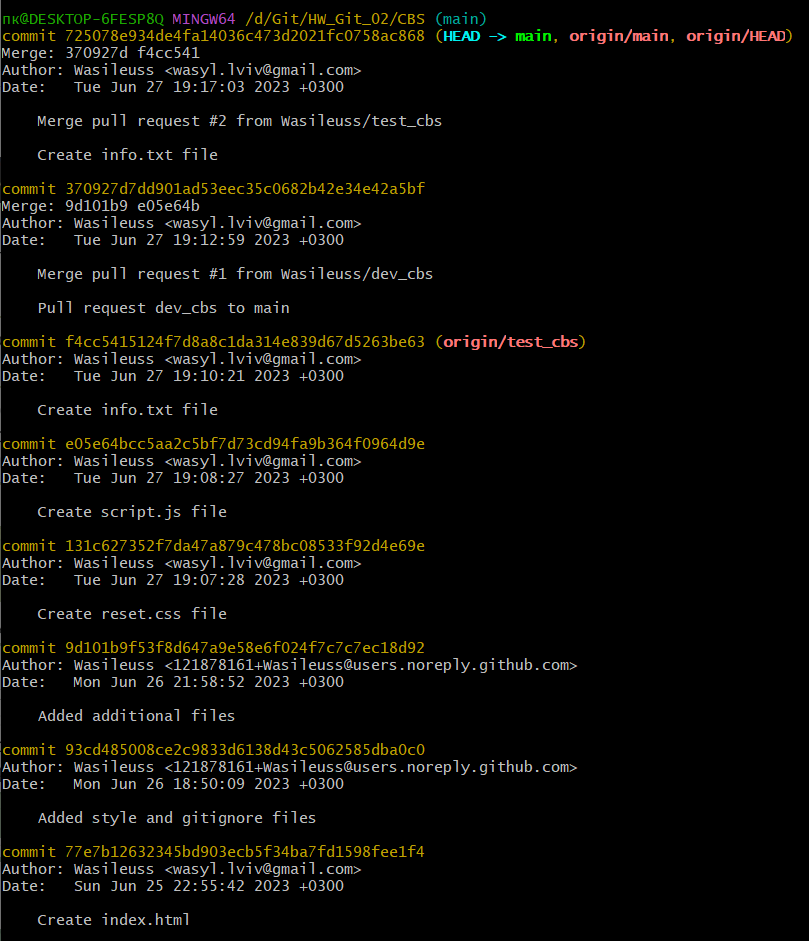 пк@DESKTOP-6FESP8Q MINGW64 /d/Git/HW_Git_02/CBS (main)
commit 725078e934de4fa14036c473d2021fc0758ac868 (HEAD -> main, origin/main, origin/HEAD)
Merge: 370927d f4cc541
Author: Wasileuss <wasyl.lviv@gmail.com>
Date:   Tue Jun 27 19:17:03 2023 +0300
    Merge pull request #2 from Wasileuss/test_cbs
    Create info.txt file
commit 370927d7dd901ad53eec35c0682b42e34e42a5bf
Merge: 9d101b9 e05e64b
Author: Wasileuss <wasyl.lviv@gmail.com>
Date:   Tue Jun 27 19:12:59 2023 +0300
    Merge pull request #1 from Wasileuss/dev_cbs
    Pull request dev_cbs to main
commit f4cc5415124f7d8a8c1da314e839d67d5263be63 (origin/test_cbs)
Author: Wasileuss <wasyl.lviv@gmail.com>
Date:   Tue Jun 27 19:10:21 2023 +0300
    Create info.txt file
commit e05e64bcc5aa2c5bf7d73cd94fa9b364f0964d9e
Author: Wasileuss <wasyl.lviv@gmail.com>
Date:   Tue Jun 27 19:08:27 2023 +0300
    Create script.js file
commit 131c627352f7da47a879c478bc08533f92d4e69e
Author: Wasileuss <wasyl.lviv@gmail.com>
Date:   Tue Jun 27 19:07:28 2023 +0300
    Create reset.css file
commit 9d101b9f53f8d647a9e58e6f024f7c7c7ec18d92
Author: Wasileuss <121878161+Wasileuss@users.noreply.github.com>
Date:   Mon Jun 26 21:58:52 2023 +0300
    Added additional files
commit 93cd485008ce2c9833d6138d43c5062585dba0c0
Author: Wasileuss <121878161+Wasileuss@users.noreply.github.com>
Date:   Mon Jun 26 18:50:09 2023 +0300
    Added style and gitignore files
commit 77e7b12632345bd903ecb5f34ba7fd1598fee1f4
Author: Wasileuss <wasyl.lviv@gmail.com>
Date:   Sun Jun 25 22:55:42 2023 +0300
    Create index.html